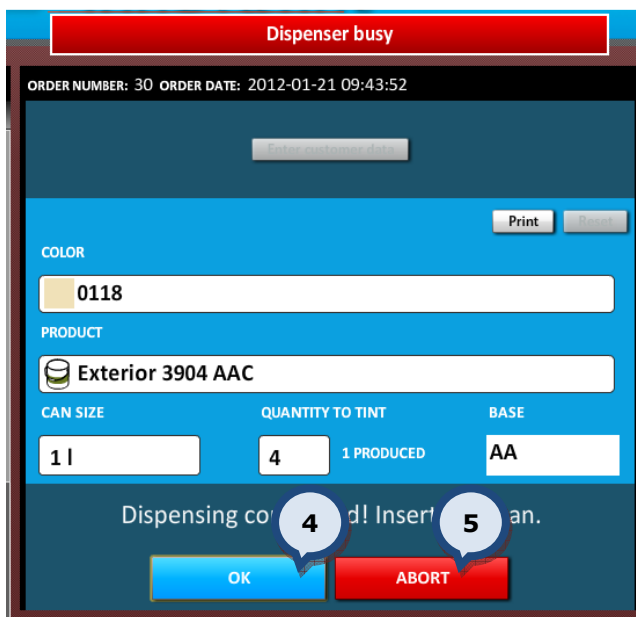 Dispenser busy
ORDER NUMBER: 30 ORDER DATE: 2012-01-21 09:43:52
Enter customer data
Print Reset
COLOR
0118
PRODUCT
Exterior 3904 AAC
CAN SIZE QUANTITY TO TINT BASE
1 l 4 1 PRODUCED AA
Dispensing d! Insert an.
4 5
OK ABORT